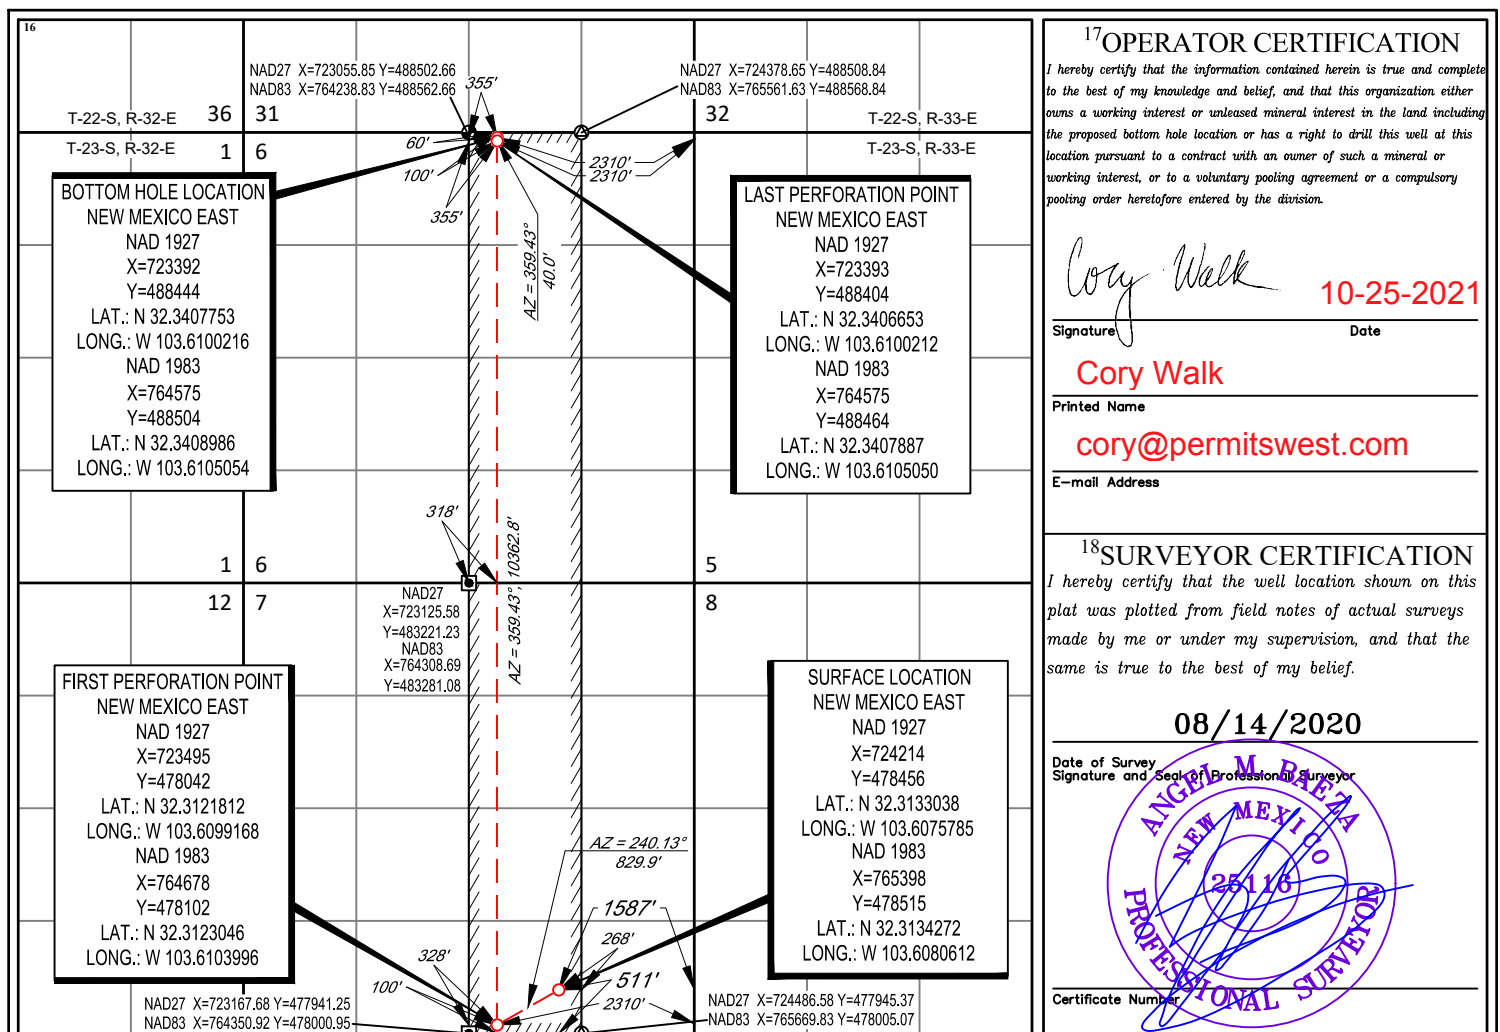 16
NAD27 X=723055.85 Y=488502.66
NAD83 X=764238.83 Y=488562.66
355'
NAD27 X=724378.65 Y=488508.84
NAD83 X=765561.63 Y=488568.84
T-22-S, R-32-E
36 31
32
T-22-S, R-33-E
T-23-S, R-32-E
1 6
T-23-S, R-33-E
60'
100'
355'
2310'
2310'
AZ = 359.43°
40.0'
BOTTOM HOLE LOCATION
NEW MEXICO EAST
NAD 1927
X=723392
Y=488444
LAT.: N 32.3407753
LONG.: W 103.6100216
NAD 1983
X=764575
Y=488504
LAT.: N 32.3408986
LONG.: W 103.6105054
LAST PERFORATION POINT
NEW MEXICO EAST
NAD 1927
X=723393
Y=488404
LAT.: N 32.3406653
LONG.: W 103.6100212
NAD 1983
X=764575
Y=488464
LAT.: N 32.3407887
LONG.: W 103.6105050
318'
AZ = 359.43°, 10362.8'
1 6
5
12 7
8
NAD27
X=723125.58
Y=483221.23
NAD83
X=764308.69
Y=483281.08
FIRST PERFORATION POINT
NEW MEXICO EAST
NAD 1927
X=723495
Y=478042
LAT.: N 32.3121812
LONG.: W 103.6099168
NAD 1983
X=764678
Y=478102
LAT.: N 32.3123046
LONG.: W 103.6103996
SURFACE LOCATION
NEW MEXICO EAST
NAD 1927
X=724214
Y=478456
LAT.: N 32.3133038
LONG.: W 103.6075785
NAD 1983
X=765398
Y=478515
LAT.: N 32.3134272
LONG.: W 103.6080612
AZ = 240.13°
829.9'
1587'
268'
511'
2310'
328'
100'
NAD27 X=723167.68 Y=477941.25
NAD83 X=764350.92 Y=478000.95
NAD27 X=724486.58 Y=477945.37
NAD83 X=765669.83 Y=478005.07
17OPERATOR CERTIFICATION
I hereby certify that the information contained herein is true and complete
to the best of my knowledge and belief, and that this organization either
owns a working interest or unleased mineral interest in the land including
the proposed bottom hole location or has a right to drill this well at this
location pursuant to a contract with an owner of such a mineral or
working interest, or to a voluntary pooling agreement or a compulsory
pooling order heretofore entered by the division.
Cory Walk
10-25-2021
Signature Date
Cory Walk
Printed Name
cory@permitswest.com
E-mail Address
18SURVEYOR CERTIFICATION
I hereby certify that the well location shown on this
plat was plotted from field notes of actual surveys
made by me or under my supervision, and that the
same is true to the best of my belief.
08/14/2020
Date of Survey
Signature and Seal of Professional Surveyor
ANGEL M. BAEZA
NEW MEXICO
25116
PROFESSIONAL SURVEYOR
Certificate Number